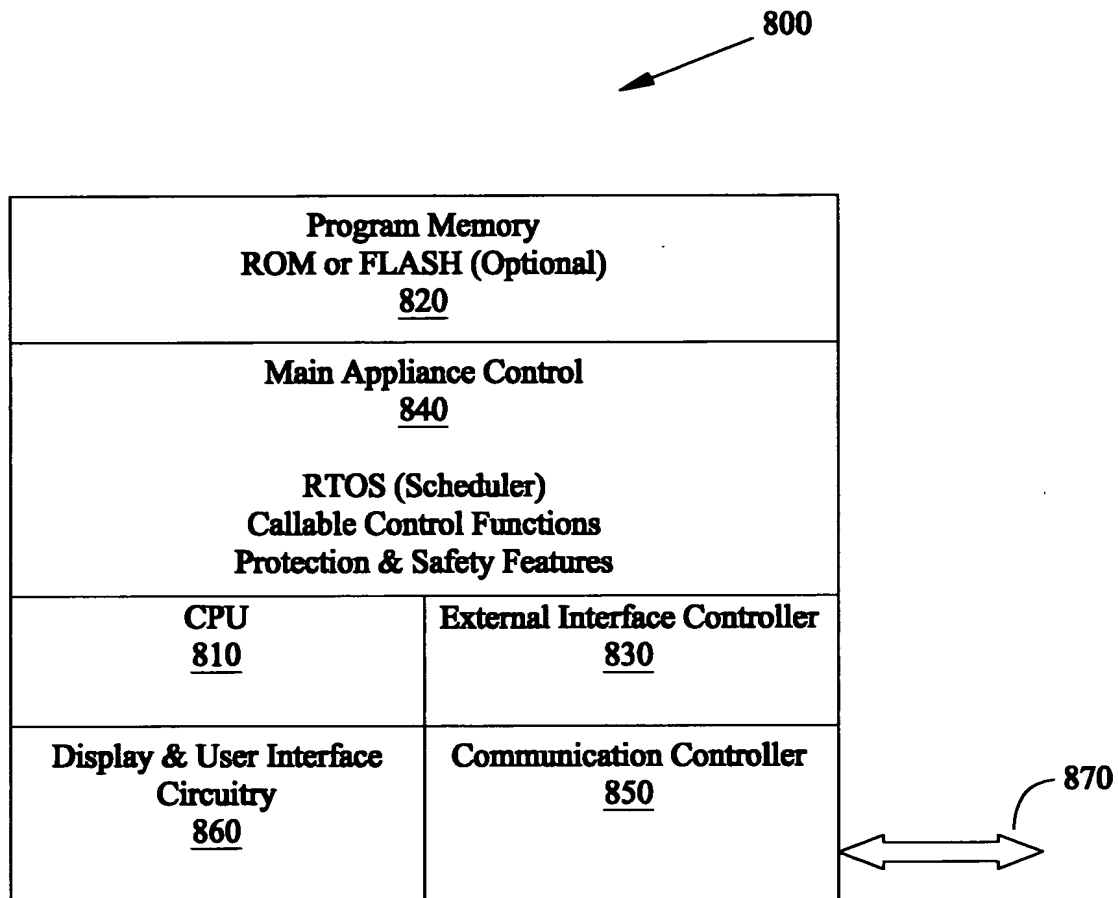 800
Program Memory
ROM or FLASH (Optional)
820
Main Appliance Control
840
RTOS (Scheduler)
Callable Control Functions
Protection & Safety Features
CPU
810
External Interface Controller
830
Display & User Interface
Circuitry
860
Communication Controller
850
870